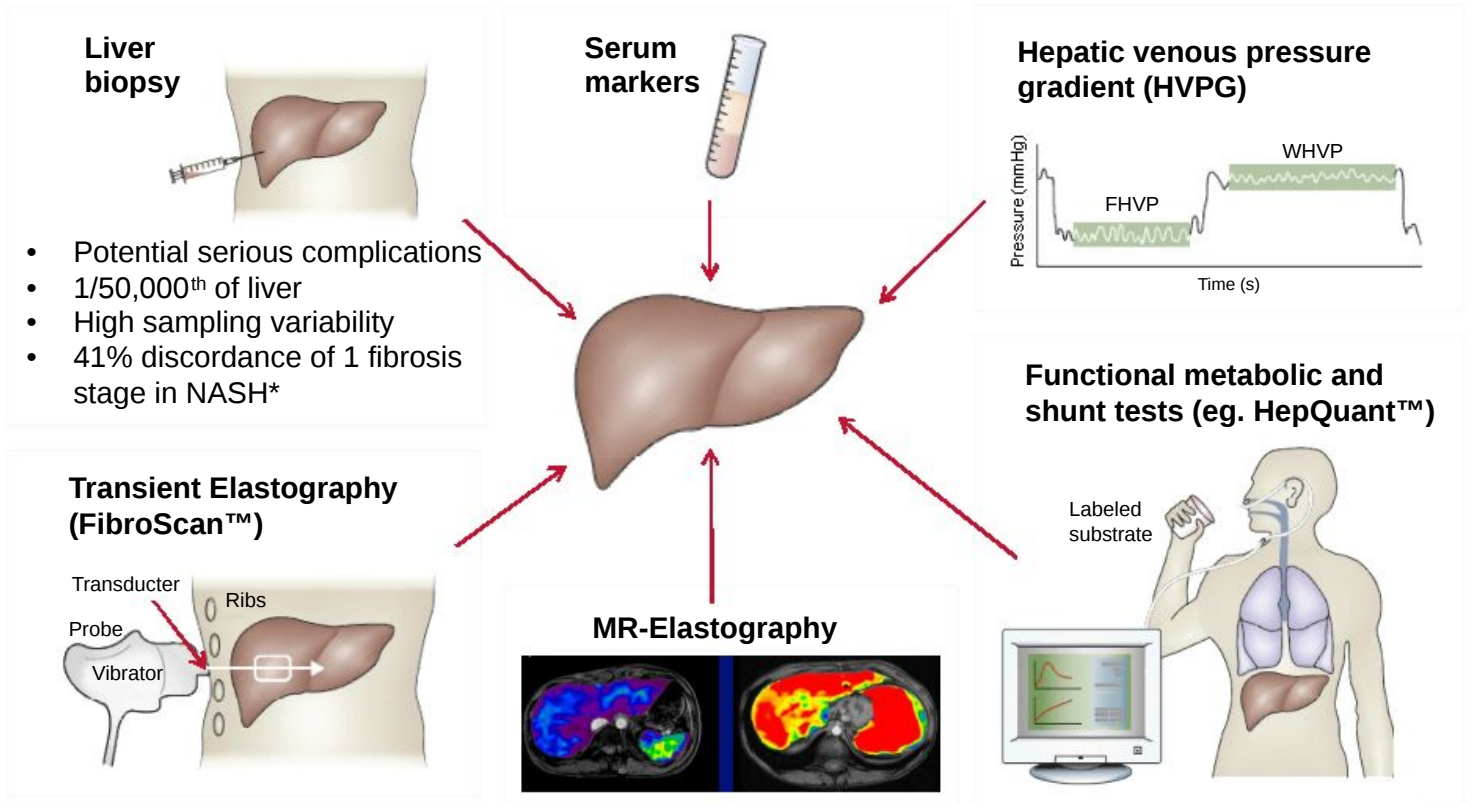 Liver
biopsy
• Potential serious complications
• 1/50,000th of liver
• High sampling variability
• 41% discordance of 1 fibrosis
stage in NASH*
Serum
markers
Hepatic venous pressure
gradient (HVPG)
Pressure (mmHg)
WHVP
FHVP
Time (s)
Transient Elastography
(FibroScan™)
Transducter
Ribs
Probe
Vibrator
MR-Elastography
Functional metabolic and
shunt tests (eg. HepQuant™)
Labeled
substrate